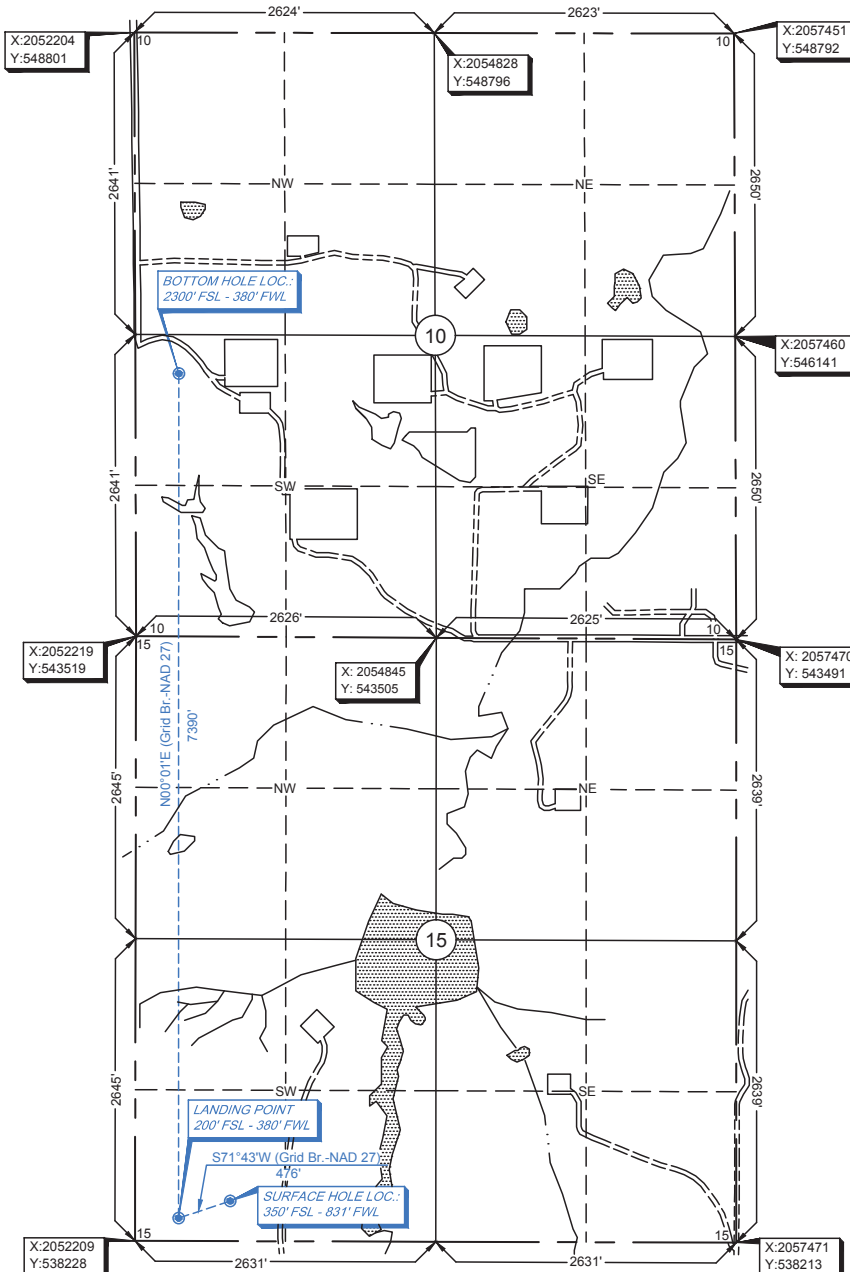 2624'
2623'
X:2052204
Y:548801
10
X:2054828
Y:548796
10
X:2057451
Y:548792
2641'
NW
NE
2650'
BOTTOM HOLE LOC.:
2300' FSL - 380' FWL
10
X:2057460
Y:546141
2641'
SW
SE
2650'
2626'
2625'
10
15
10
15
X:2052219
Y:543519
X: 2054845
Y: 543505
X: 2057470
Y: 543491
N00°01'E (Grid Br.-NAD 27)
7390'
2645'
NW
NE
2639'
15
2645'
SW
SE
2639'
LANDING POINT
200' FSL - 380' FWL
S71°43'W (Grid Br.-NAD 27)
476'
SURFACE HOLE LOC.:
350' FSL - 831' FWL
15
15
X:2052209
Y:538228
2631'
2631'
X:2057471
Y:538213